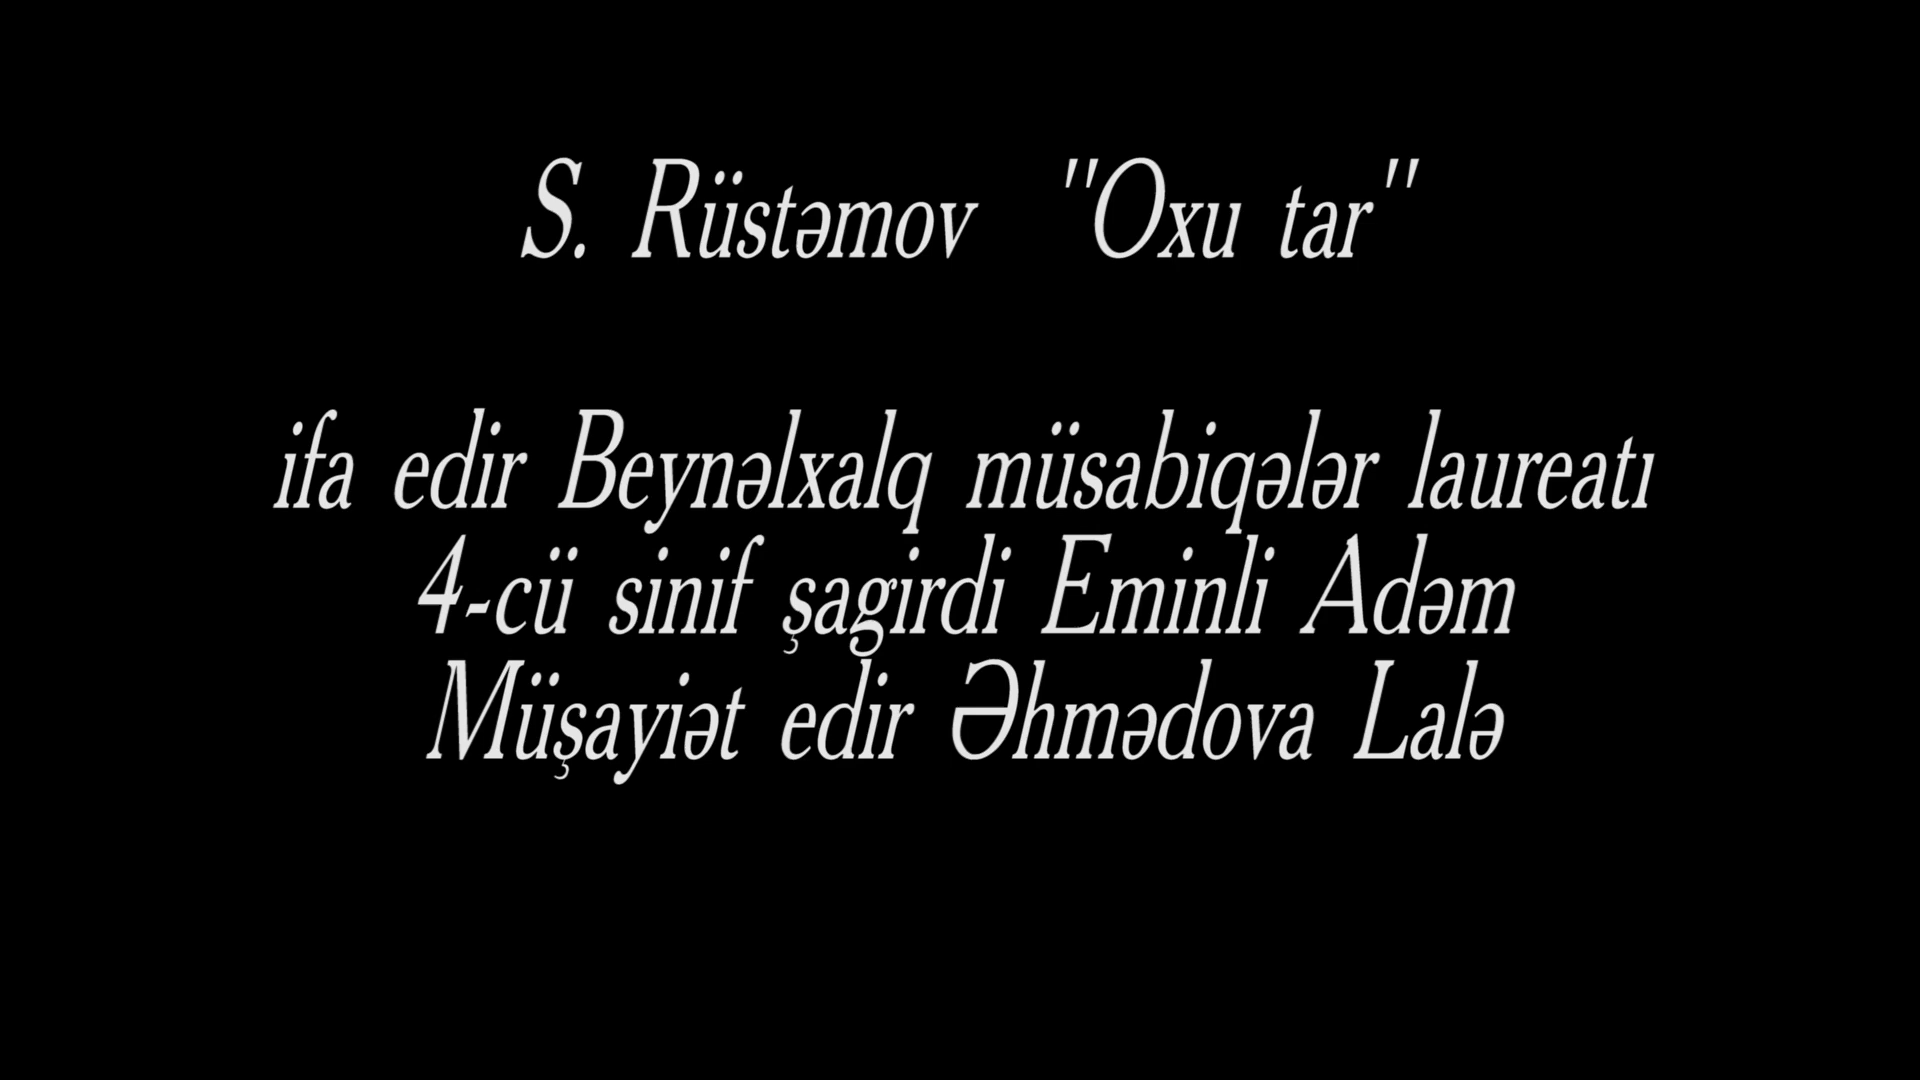 S. Rüstəmov "Oxu tar"
ifa edir Beynəlxalq müsabiqələr laureatı
4-cü sinif şagirdi Eminli Adəm
Müşayiət edir Əhmədova Lalə